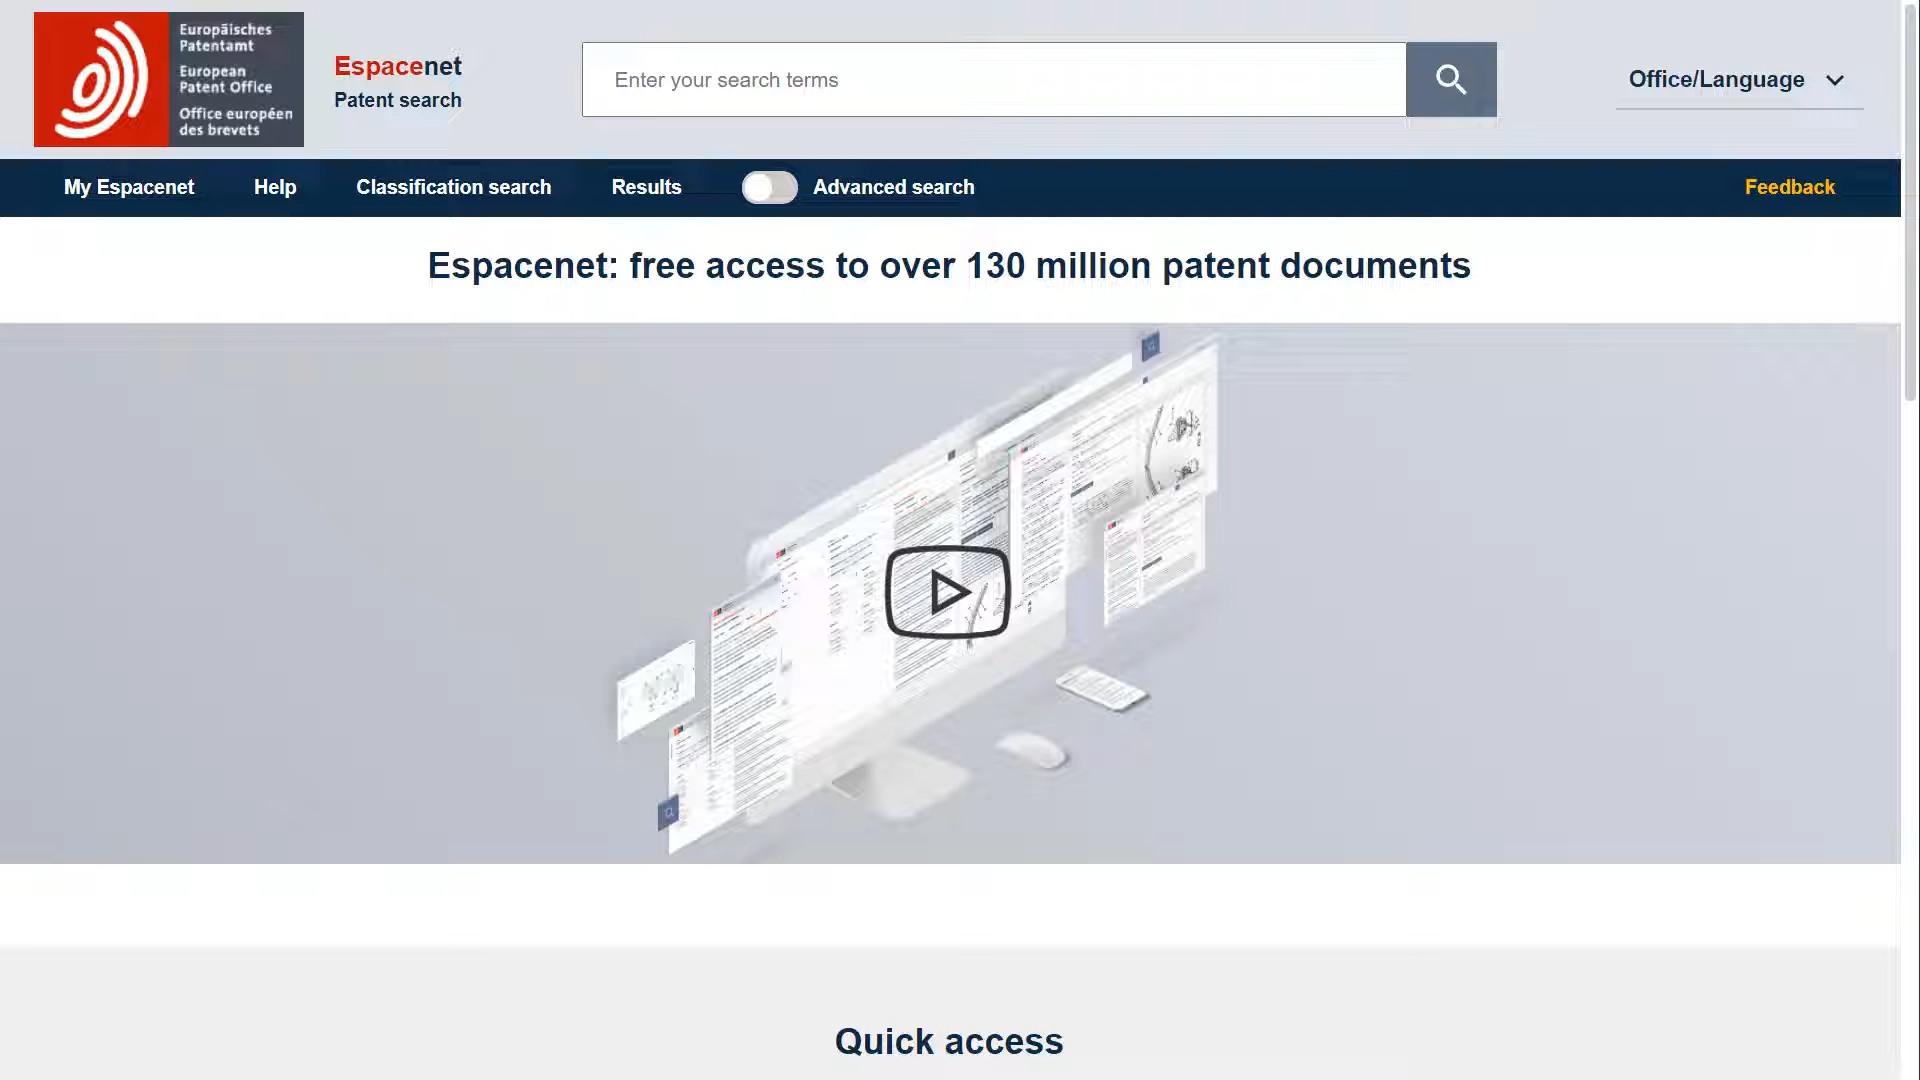 Europäisches
Patentamt
European
Patent Office
Office européen
des brevets
Espacenet
Patent search
Enter your search terms
Office/Language
My Espacenet
Help
Classification search
Results
Advanced search
Feedback
Espacenet: free access to over 130 million patent documents
Quick access